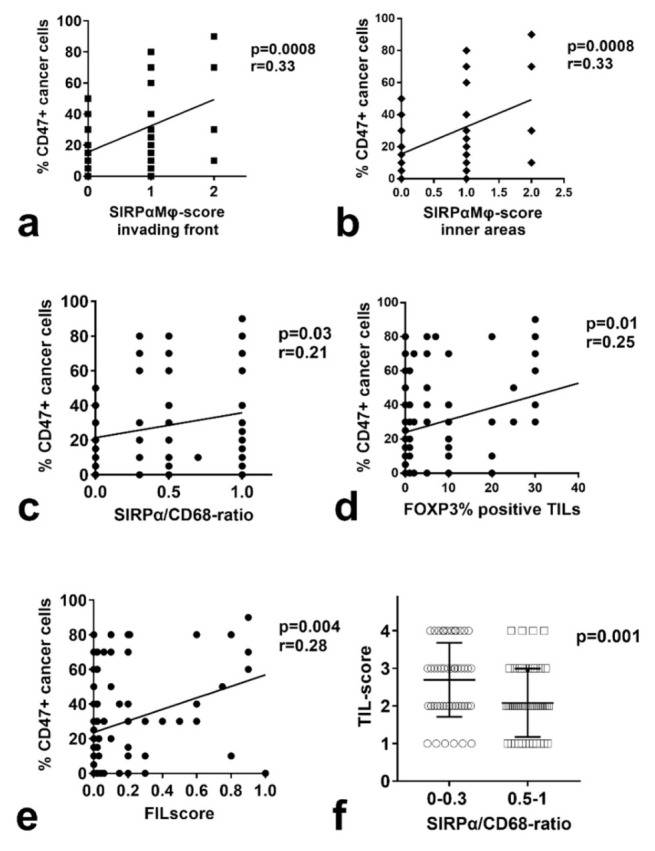 100
80
60
40
20
0
% CD47+ cancer cells
0 1 2
SIRPαMφ-score
invading front
p=0.0008
r=0.33
a
100
80
60
40
20
0
% CD47+ cancer cells
0.0 0.5 1.0 1.5 2.0 2.5
SIRPαMφ-score
inner areas
p=0.0008
r=0.33
b
100
80
60
40
20
0
% CD47+ cancer cells
0.0 0.5 1.0
SIRPα/CD68-ratio
p=0.03
r=0.21
c
100
80
60
40
20
0
% CD47+ cancer cells
0 10 20 30 40
FOXP3% positive TILs
p=0.01
r=0.25
d
100
80
60
40
20
0
% CD47+ cancer cells
0.0 0.2 0.4 0.6 0.8 1.0
FILscore
p=0.004
r=0.28
e
4
3
2
1
0
TIL-score
0-0.3 0.5-1
SIRPα/CD68-ratio
p=0.001
f